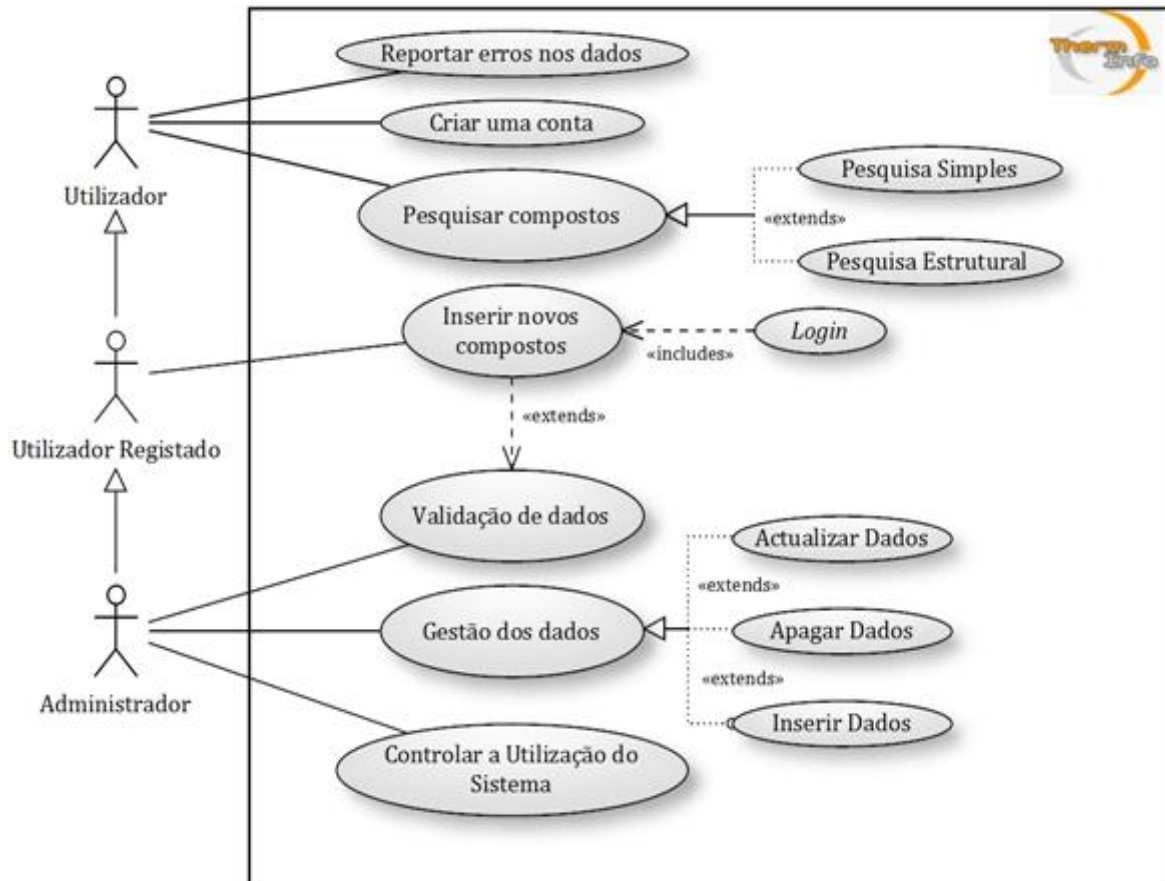 Therm
Info
Reportar erros nos dados
Criar uma conta
Utilizador
Pesquisar compostos
Pesquisa Simples
«extends»
Pesquisa Estrutural
Inserir novos
compostos
Login
«includes»
«extends»
Utilizador Registado
Validação de dados
Actualizar Dados
«extends»
Gestão dos dados
Apagar Dados
«extends»
Inserir Dados
Administrador
Controlar a Utilização do
Sistema